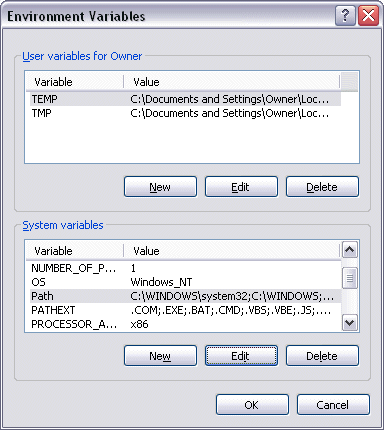 Environment Variables
User variables for Owner
Variable Value
TEMP C:\Documents and Settings\Owner\Loc...
TMP C:\Documents and Settings\Owner\Loc...
New Edit Delete
System variables
Variable Value
NUMBER_OF_P... 1
OS Windows_NT
Path C:\WINDOWS\system32;C:\WINDOWS;...
PATHEXT .COM;.EXE;.BAT;.CMD;.VBS;.VBE;.JS;....
PROCESSOR_A... x86
New Edit Delete
OK Cancel